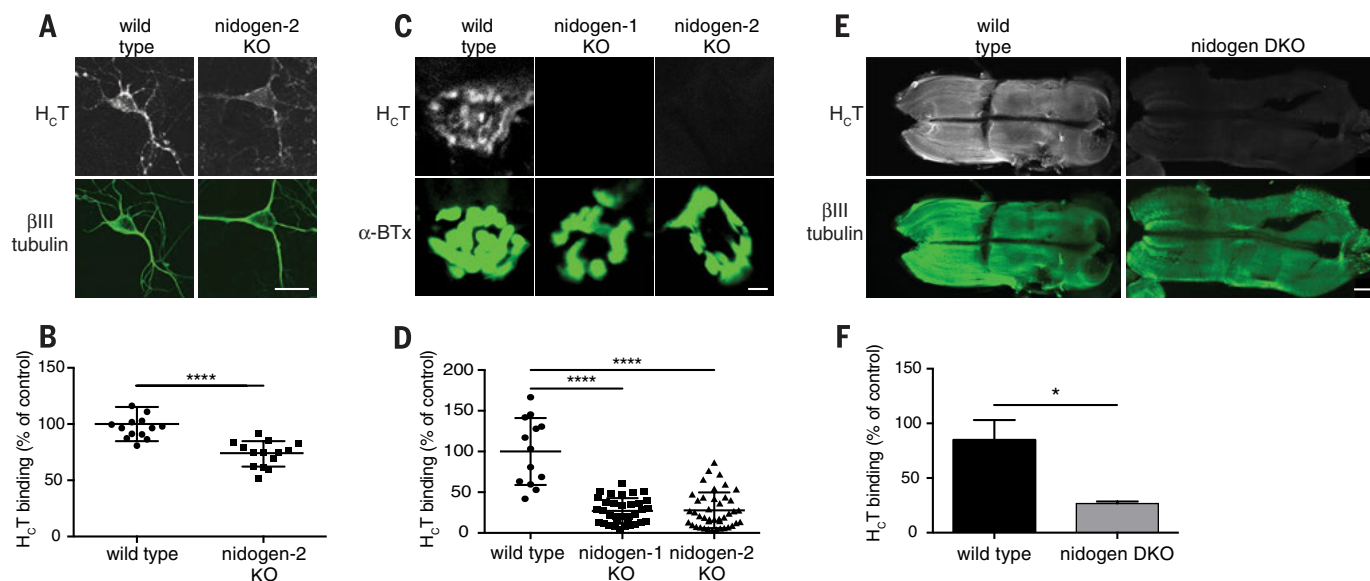 A
wild
type
nidogen-2
KO
HCT
βIII
tubulin
B
HCT binding (% of control)
150
100
50
0
****
wild type
nidogen-2
KO
C
wild
type
nidogen-1
KO
nidogen-2
KO
HCT
α-BTx
D
HCT binding (% of control)
200
150
100
50
0
****
****
wild type
nidogen-1
KO
nidogen-2
KO
E
wild
type
nidogen DKO
HCT
βIII
tubulin
F
HCT binding (% of control)
150
100
50
0
*
wild type
nidogen DKO